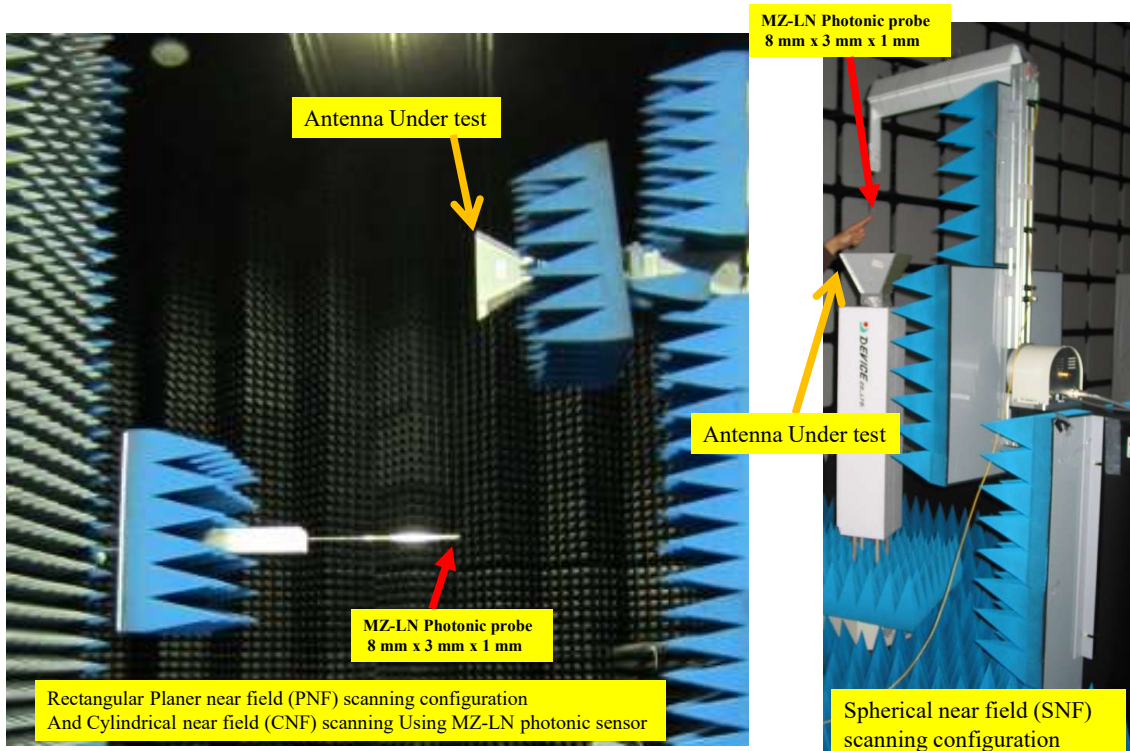 Antenna Under test
MZ-LN Photonic probe
8 mm x 3 mm x 1 mm
Rectangular Planer near field (PNF) scanning configuration
And Cylindrical near field (CNF) scanning Using MZ-LN photonic sensor
MZ-LN Photonic probe
8 mm x 3 mm x 1 mm
DEVICE CO.,LTD.
Antenna Under test
Spherical near field (SNF)
scanning configuration